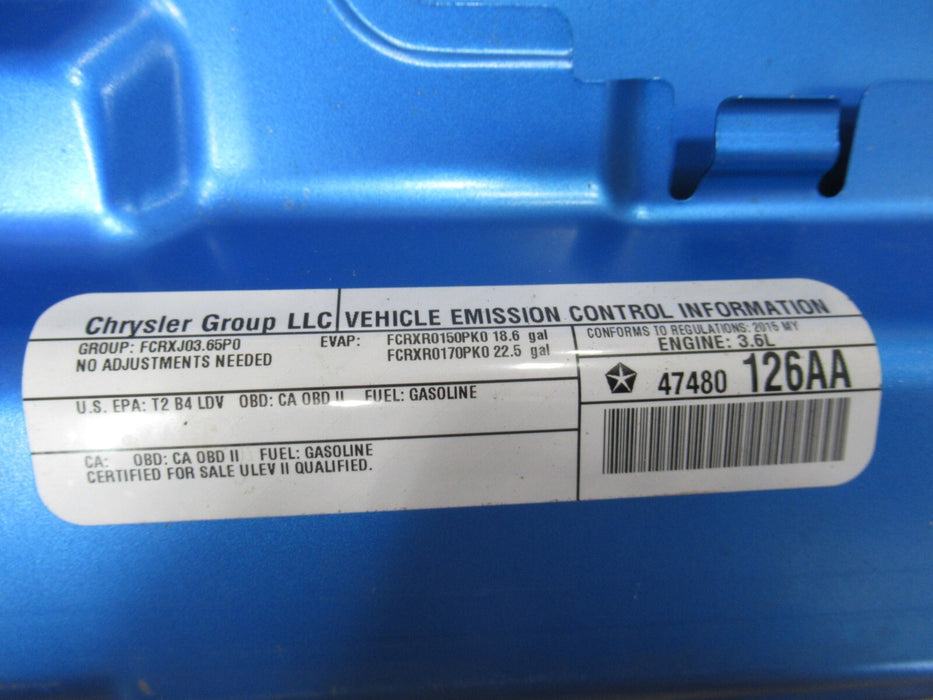 Chrysler Group LLC VEHICLE EMISSION CONTROL INFORMATION
GROUP: FCRXJ03.65P0 EVAP: FCRXR0150PK0 18.6 gal
FCRXR0170PK0 22.5 gal
NO ADJUSTMENTS NEEDED
CONFORMS TO REGULATIONS: 2015 MY
ENGINE: 3.6L
47480 126AA
U.S. EPA: T2 B4 LDV OBD: CA OBD II FUEL: GASOLINE
CA: OBD: CA OBD II FUEL: GASOLINE
CERTIFIED FOR SALE ULEV II QUALIFIED.